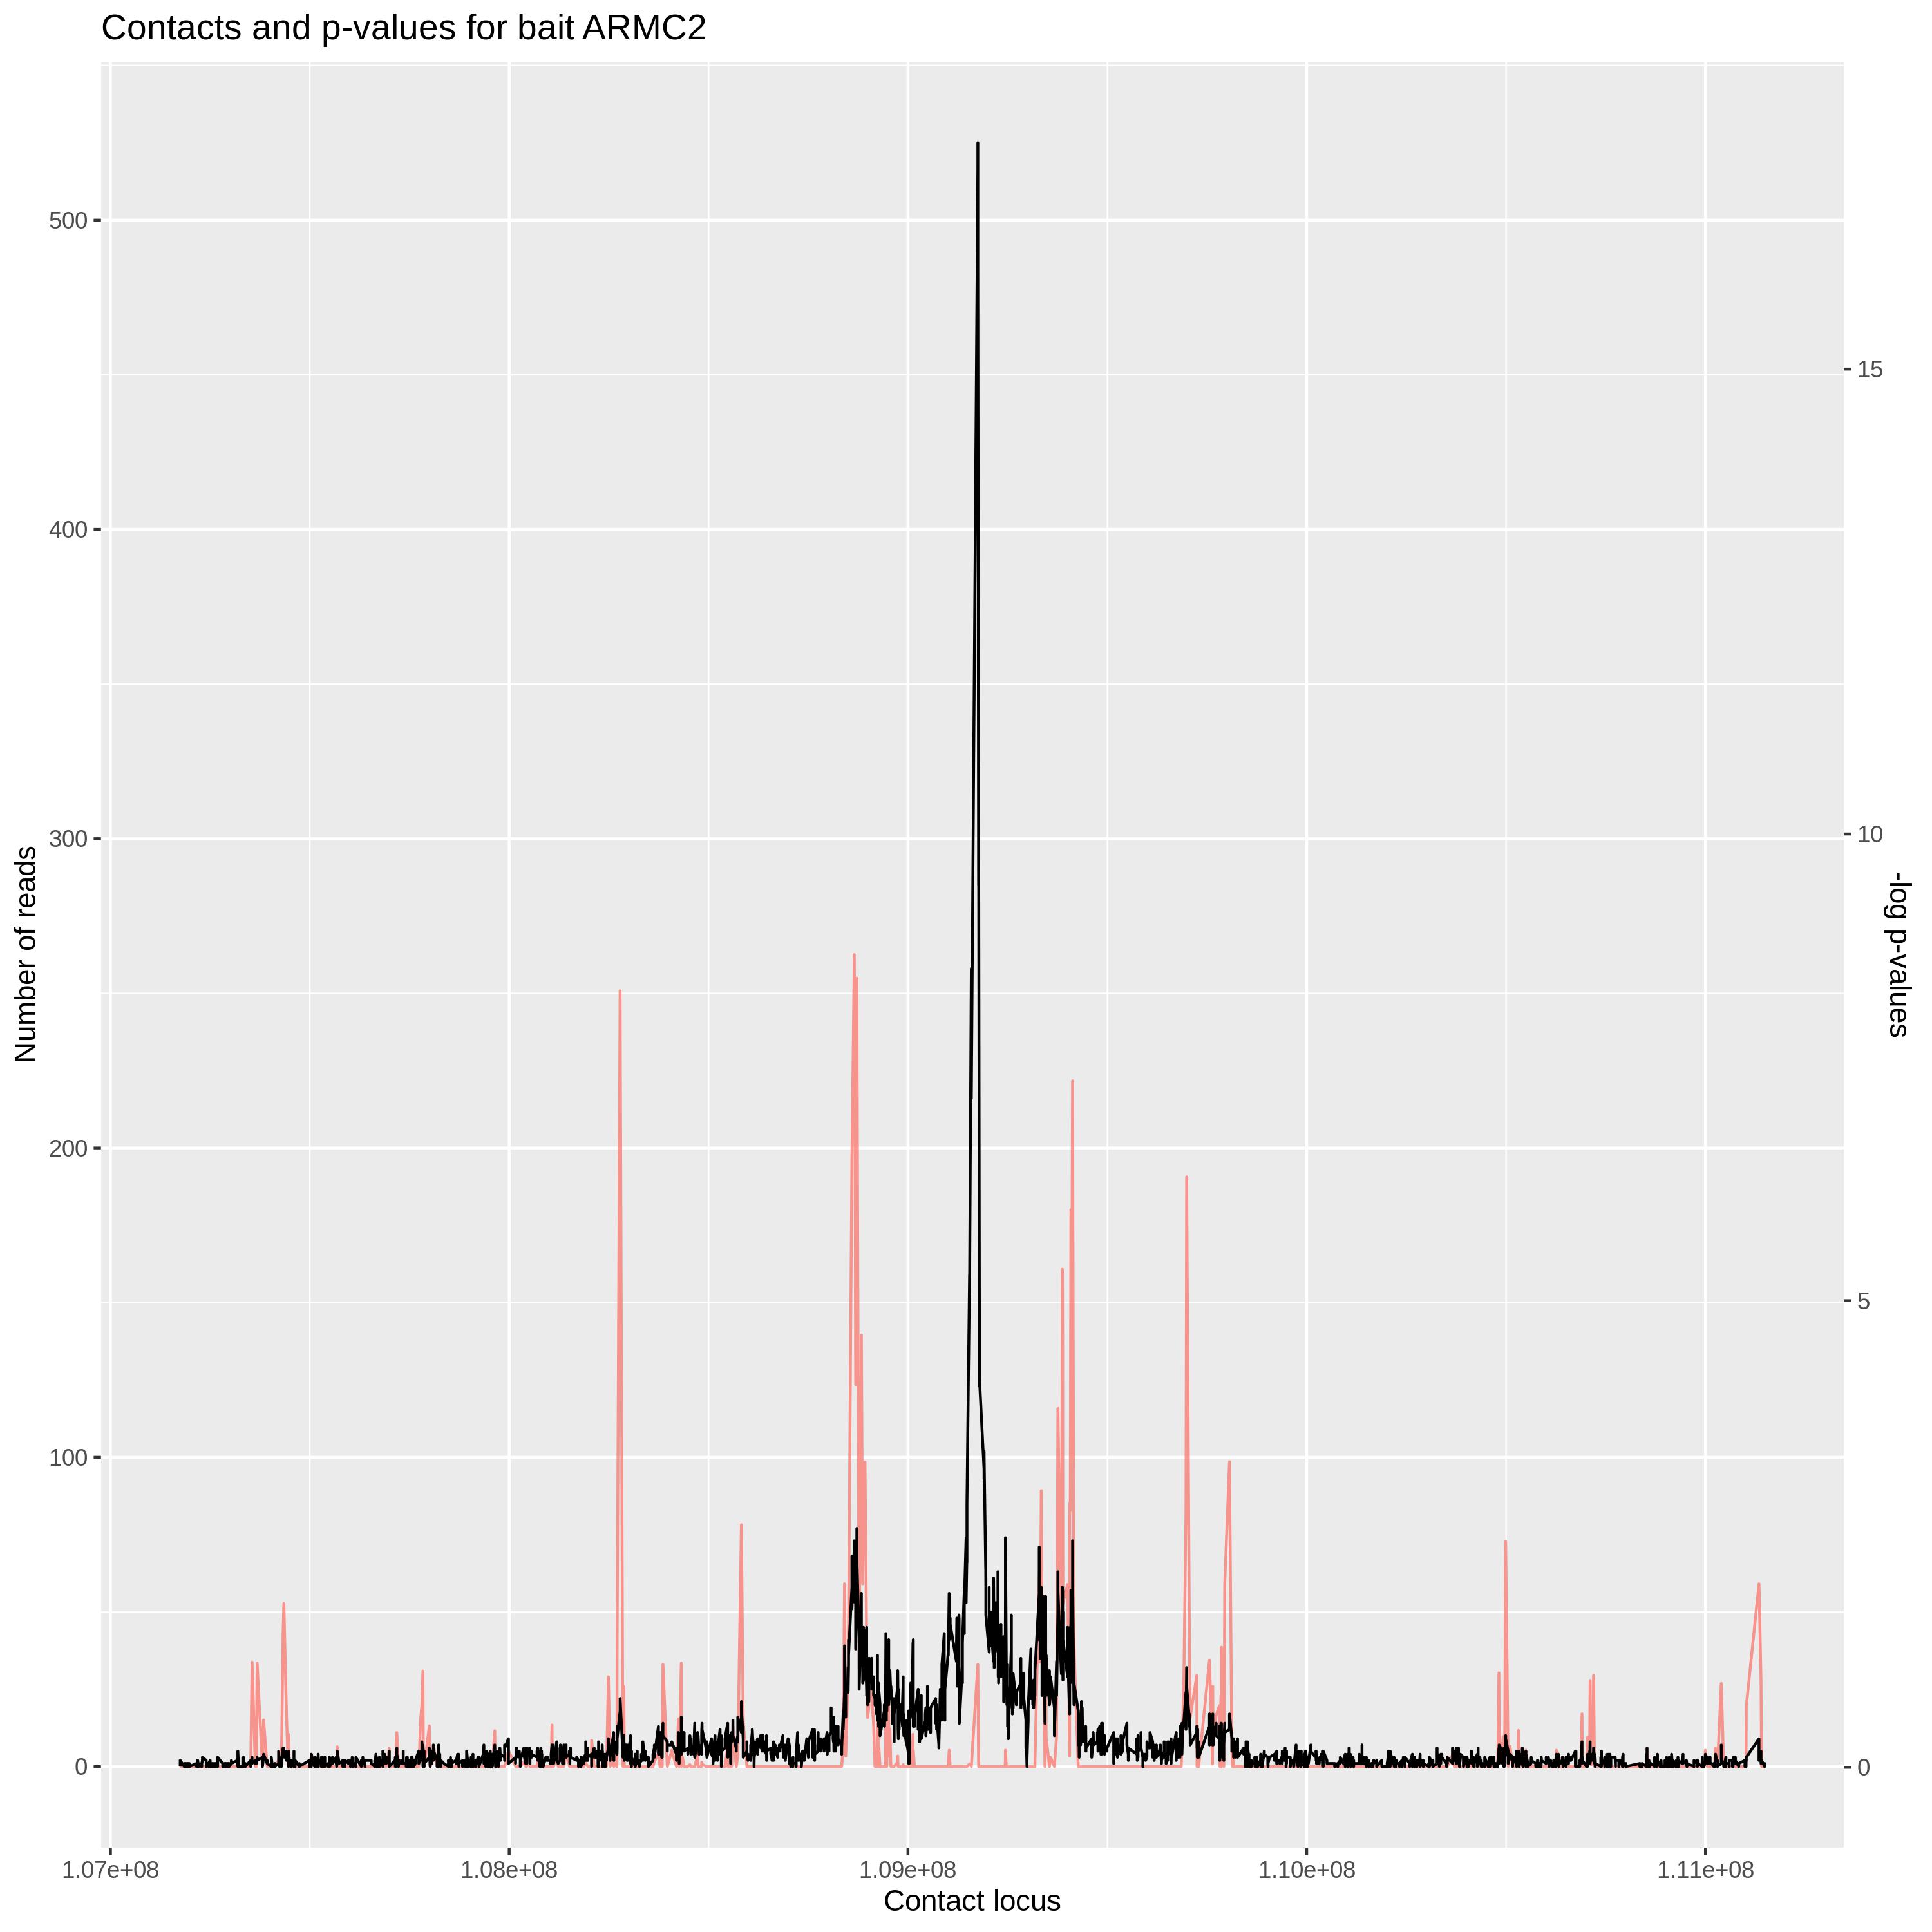 Contacts and p-values for bait ARMC2
500
400
300
200
100
0
Number of reads
15
10
5
0
-log p-values
1.07e+08 1.08e+08 1.09e+08 1.10e+08 1.11e+08
Contact locus